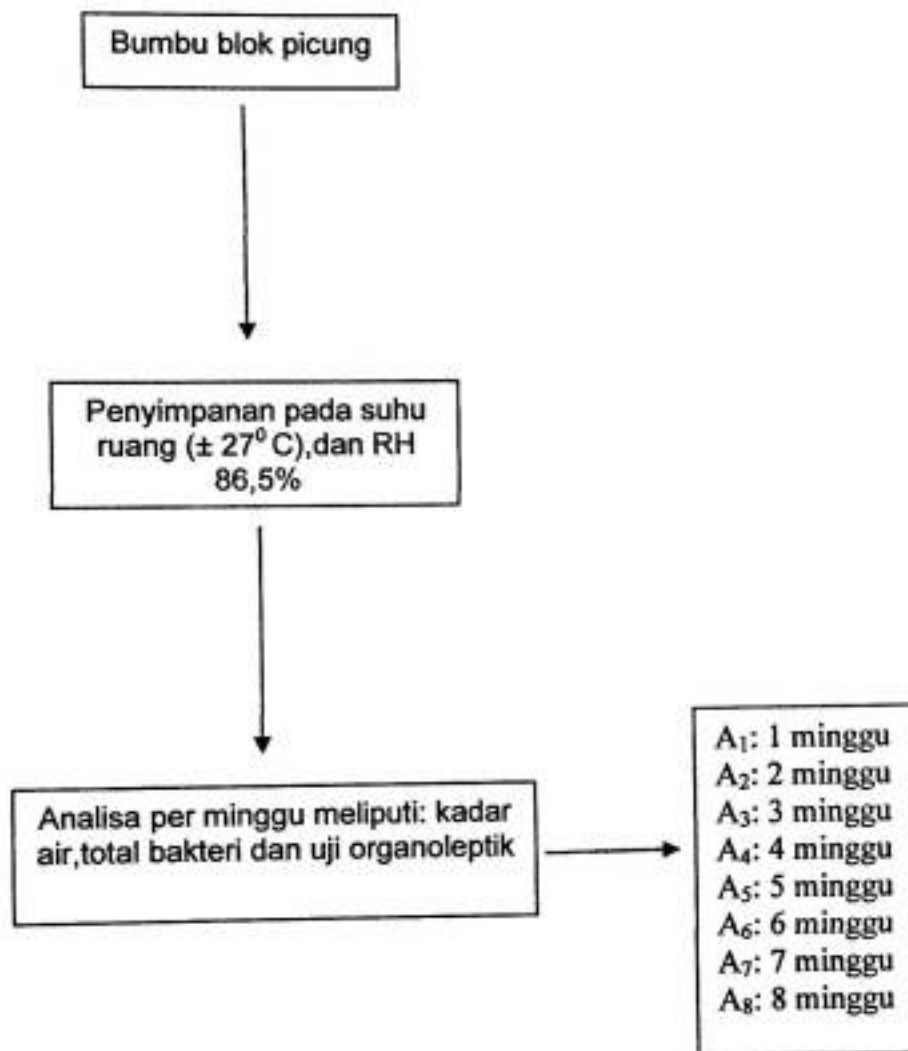 Bumbu blok picung
Penyimpanan pada suhu
ruang (± 27⁰ C),dan RH
86,5%
Analisa per minggu meliputi: kadar
air,total bakteri dan uji organoleptik
A₁: 1 minggu
A₂: 2 minggu
A₃: 3 minggu
A₄: 4 minggu
A₅: 5 minggu
A₆: 6 minggu
A₇: 7 minggu
A₈: 8 minggu